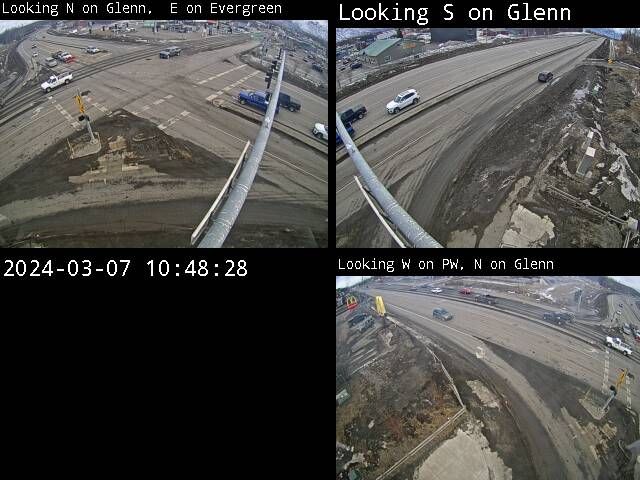 Looking N on Glenn,  E on Evergreen
Looking S on Glenn
2024-03-07 10:48:28
Looking W on PW, N on Glenn